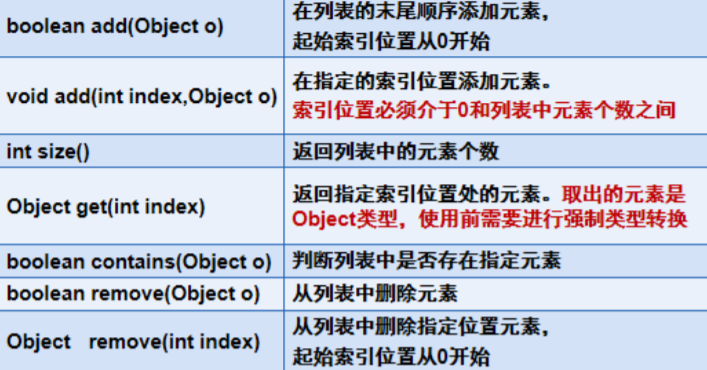 boolean add(Object o)
在列表的末尾顺序添加元素，
起始索引位置从0开始
void add(int index,Object o)
在指定的索引位置添加元素。
索引位置必须介于0和列表中元素个数之间
int size()
返回列表中的元素个数
Object get(int index)
返回指定索引位置处的元素。取出的元素是
Object类型，使用前需要进行强制类型转换
boolean contains(Object o)
判断列表中是否存在指定元素
boolean remove(Object o)
从列表中删除元素
Object remove(int index)
从列表中删除指定位置元素，
起始索引位置从0开始